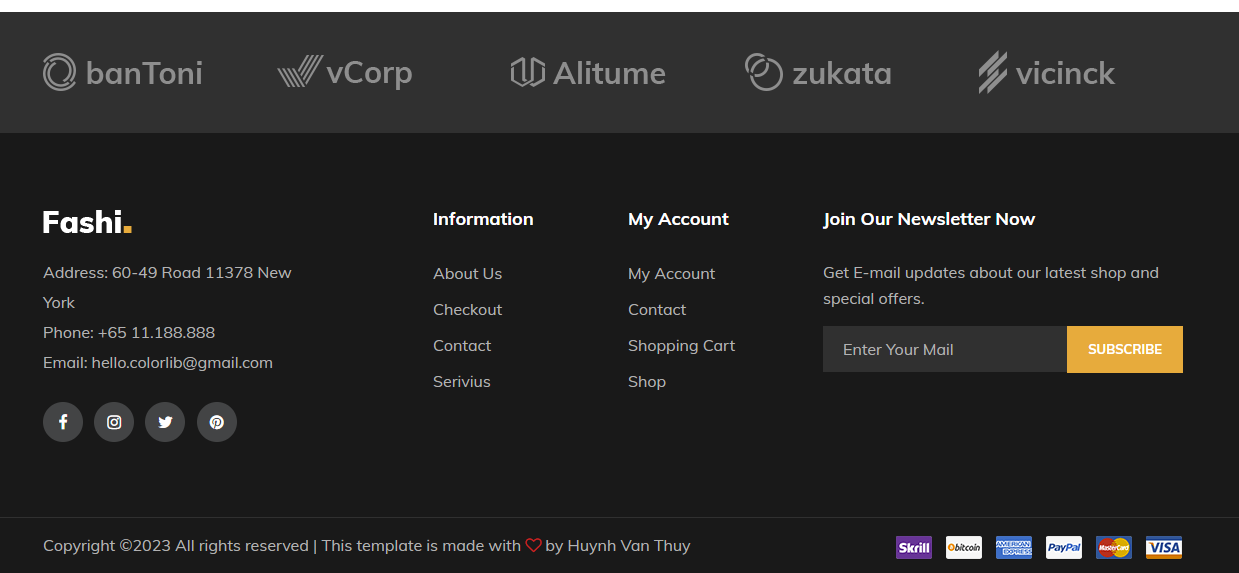 banToni
vCorp
Alitume
zukata
vicinck
Fashi.
Address: 60-49 Road 11378 New
York
Phone: +65 11.188.888
Email: hello.colorlib@gmail.com
Information
About Us
Checkout
Contact
Serivius
My Account
My Account
Contact
Shopping Cart
Shop
Join Our Newsletter Now
Get E-mail updates about our latest shop and
special offers.
Enter Your Mail
SUBSCRIBE
Copyright ©2023 All rights reserved | This template is made with by Huynh Van Thuy
Skrill
bitcoin
AMERICAN
EXPRESS
PayPal
MasterCard
VISA